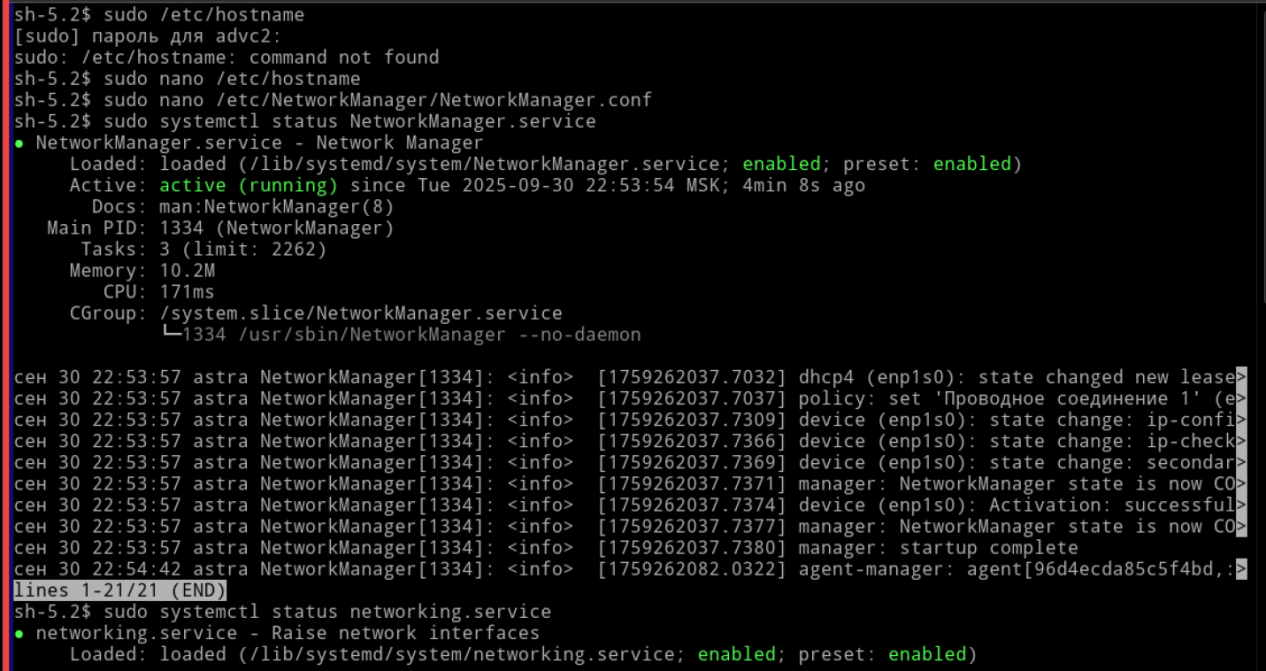 sh-5.2$ sudo /etc/hostname
[sudo] пароль для advc2:
sudo: /etc/hostname: command not found
sh-5.2$ sudo nano /etc/hostname
sh-5.2$ sudo nano /etc/NetworkManager/NetworkManager.conf
sh-5.2$ sudo systemctl status NetworkManager.service
● NetworkManager.service - Network Manager
     Loaded: loaded (/lib/systemd/system/NetworkManager.service; enabled; preset: enabled)
     Active: active (running) since Tue 2025-09-30 22:53:54 MSK; 4min 8s ago
       Docs: man:NetworkManager(8)
   Main PID: 1334 (NetworkManager)
      Tasks: 3 (limit: 2262)
     Memory: 10.2M
        CPU: 171ms
     CGroup: /system.slice/NetworkManager.service
             └─1334 /usr/sbin/NetworkManager --no-daemon
сен 30 22:53:57 astra NetworkManager[1334]: <info>  [1759262037.7032] dhcp4 (enp1s0): state changed new lease>
сен 30 22:53:57 astra NetworkManager[1334]: <info>  [1759262037.7037] policy: set 'Проводное соединение 1' (e>
сен 30 22:53:57 astra NetworkManager[1334]: <info>  [1759262037.7309] device (enp1s0): state change: ip-confi>
сен 30 22:53:57 astra NetworkManager[1334]: <info>  [1759262037.7366] device (enp1s0): state change: ip-check>
сен 30 22:53:57 astra NetworkManager[1334]: <info>  [1759262037.7369] device (enp1s0): state change: secondar>
сен 30 22:53:57 astra NetworkManager[1334]: <info>  [1759262037.7371] manager: NetworkManager state is now CO>
сен 30 22:53:57 astra NetworkManager[1334]: <info>  [1759262037.7374] device (enp1s0): Activation: successful>
сен 30 22:53:57 astra NetworkManager[1334]: <info>  [1759262037.7377] manager: NetworkManager state is now CO>
сен 30 22:53:57 astra NetworkManager[1334]: <info>  [1759262037.7380] manager: startup complete
сен 30 22:54:42 astra NetworkManager[1334]: <info>  [1759262082.0322] agent-manager: agent[96d4ecda85c5f4bd,:>
lines 1-21/21 (END)
sh-5.2$ sudo systemctl status networking.service
● networking.service - Raise network interfaces
     Loaded: loaded (/lib/systemd/system/networking.service; enabled; preset: enabled)